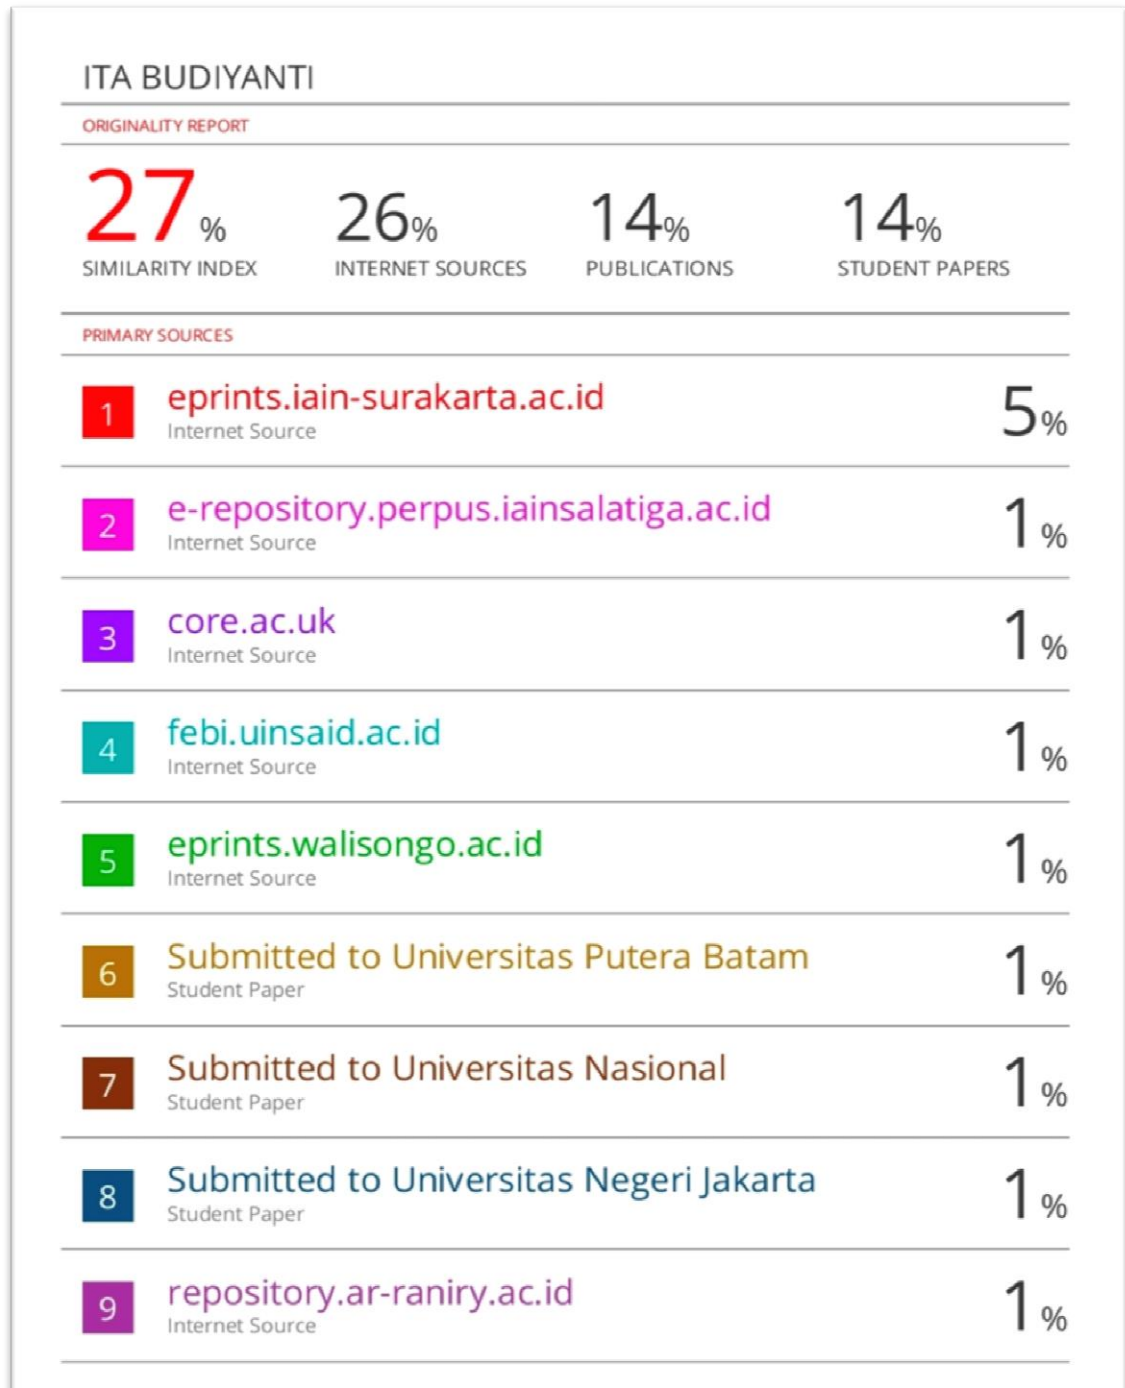 ITA BUDIYANTI
ORIGINALITY REPORT
27% 26% 14% 14%
SIMILARITY INDEX INTERNET SOURCES PUBLICATIONS STUDENT PAPERS
PRIMARY SOURCES
1 eprints.iain-surakarta.ac.id 5%
Internet Source
2 e-repository.perpus.iainsalatiga.ac.id 1%
Internet Source
3 core.ac.uk 1%
Internet Source
4 febi.uinsaid.ac.id 1%
Internet Source
5 eprints.walisongo.ac.id 1%
Internet Source
6 Submitted to Universitas Putera Batam 1%
Student Paper
7 Submitted to Universitas Nasional 1%
Student Paper
8 Submitted to Universitas Negeri Jakarta 1%
Student Paper
9 repository.ar-raniry.ac.id 1%
Internet Source